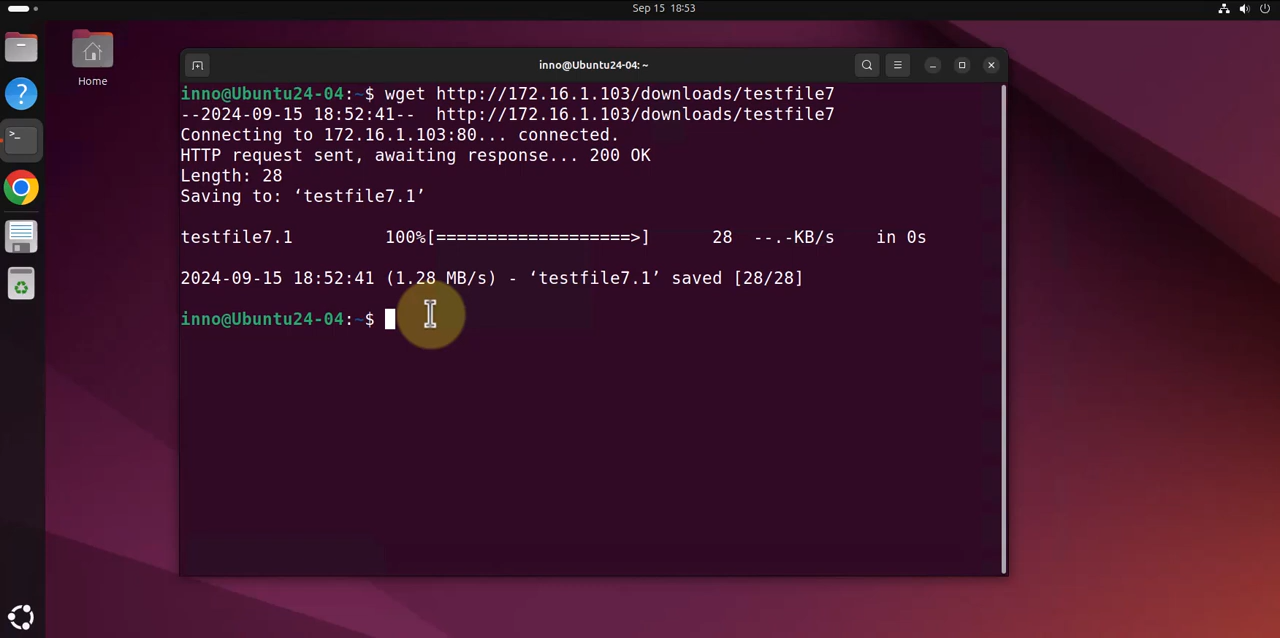 Sep 15 18:53
Home
inno@Ubuntu24-04: ~
inno@Ubuntu24-04:~$ wget http://172.16.1.103/downloads/testfile7
--2024-09-15 18:52:41--  http://172.16.1.103/downloads/testfile7
Connecting to 172.16.1.103:80... connected.
HTTP request sent, awaiting response... 200 OK
Length: 28
Saving to: ‘testfile7.1’
testfile7.1         100%[===================>]      28  --.-KB/s    in 0s
2024-09-15 18:52:41 (1.28 MB/s) - ‘testfile7.1’ saved [28/28]
inno@Ubuntu24-04:~$